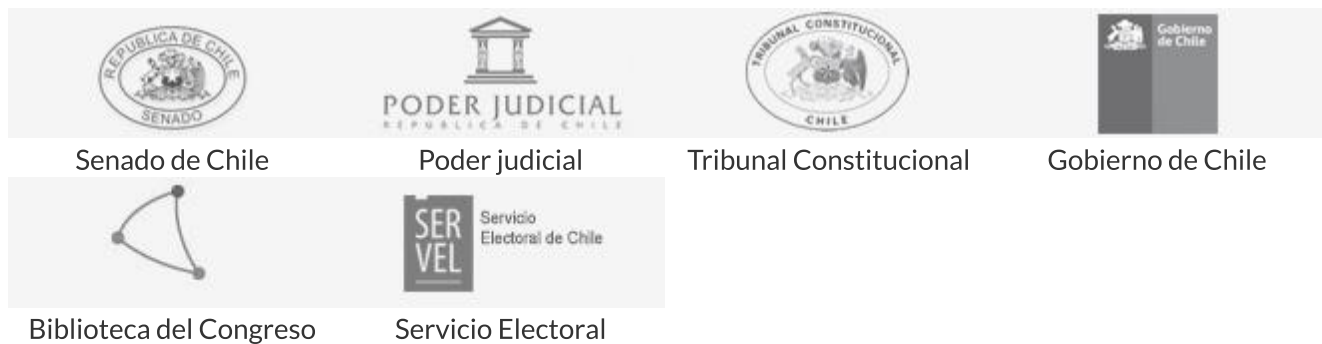 REPUBLICA DE CHILE
SENADO
PODER JUDICIAL
REPUBLICA DE CHILE
TRIBUNAL CONSTITUCIONAL
CHILE
Gobierno
de Chile
Senado de Chile
Poder judicial
Tribunal Constitucional
Gobierno de Chile
SER
VEL
Servicio
Electoral de Chile
Biblioteca del Congreso
Servicio Electoral